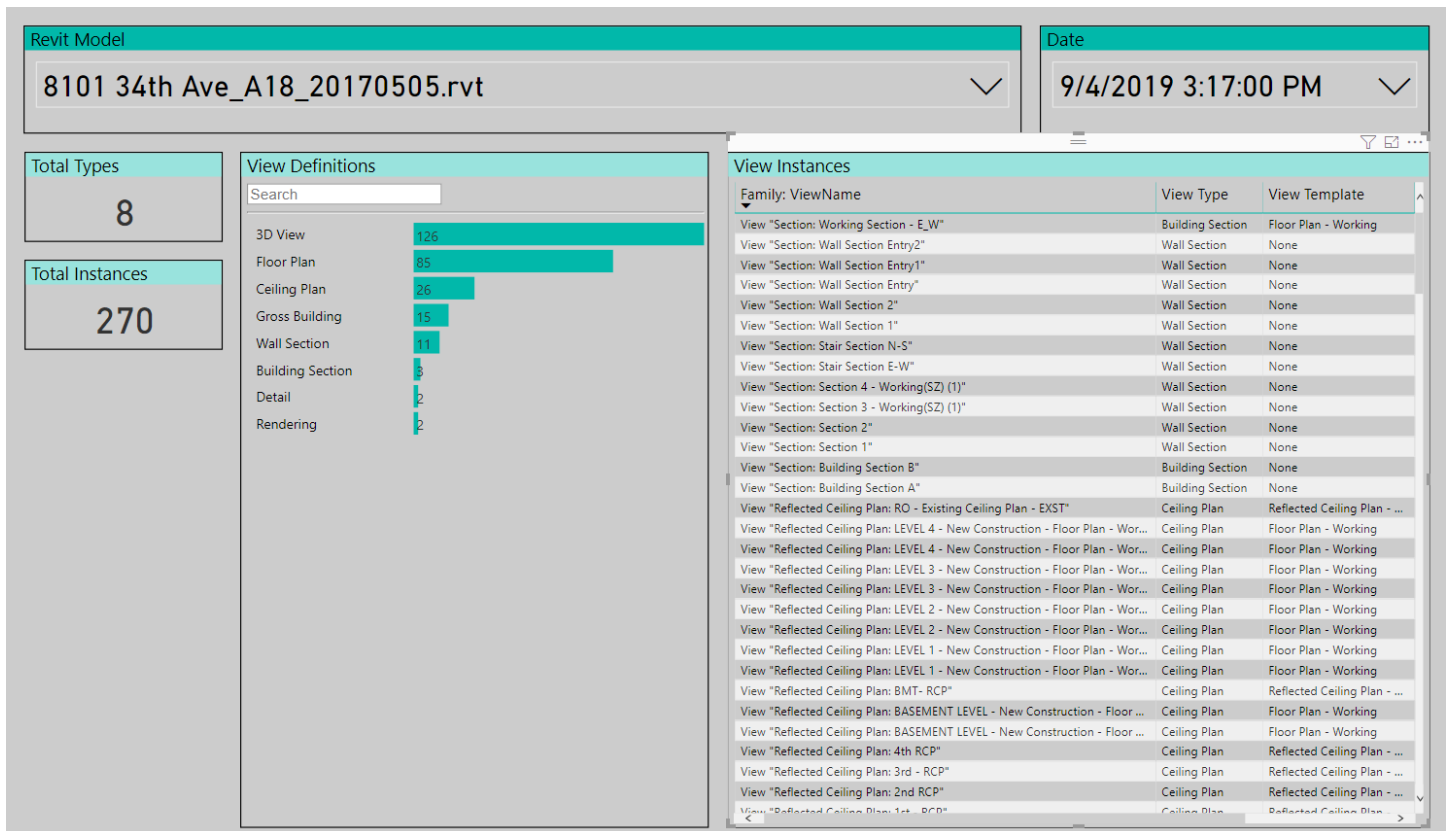 Revit Model
8101 34th Ave_A18_20170505.rvt
Date
9/4/2019 3:17:00 PM
Total Types
8
Total Instances
270
View Definitions
Search
3D View 126
Floor Plan 85
Ceiling Plan 26
Gross Building 15
Wall Section 11
Building Section 3
Detail 2
Rendering 2
View Instances
Family: ViewName View Type View Template
View "Section: Working Section - E_W" Building Section Floor Plan - Working
View "Section: Wall Section Entry2" Wall Section None
View "Section: Wall Section Entry1" Wall Section None
View "Section: Wall Section Entry" Wall Section None
View "Section: Wall Section 2" Wall Section None
View "Section: Wall Section 1" Wall Section None
View "Section: Stair Section N-S" Wall Section None
View "Section: Stair Section E-W" Wall Section None
View "Section: Section 4 - Working(SZ) (1)" Wall Section None
View "Section: Section 3 - Working(SZ) (1)" Wall Section None
View "Section: Section 2" Wall Section None
View "Section: Section 1" Wall Section None
View "Section: Building Section B" Building Section None
View "Section: Building Section A" Building Section None
View "Reflected Ceiling Plan: RO - Existing Ceiling Plan - EXST" Ceiling Plan Reflected Ceiling Plan - ...
View "Reflected Ceiling Plan: LEVEL 4 - New Construction - Floor Plan - Wor... Ceiling Plan Floor Plan - Working
View "Reflected Ceiling Plan: LEVEL 4 - New Construction - Floor Plan - Wor... Ceiling Plan Floor Plan - Working
View "Reflected Ceiling Plan: LEVEL 3 - New Construction - Floor Plan - Wor... Ceiling Plan Floor Plan - Working
View "Reflected Ceiling Plan: LEVEL 3 - New Construction - Floor Plan - Wor... Ceiling Plan Floor Plan - Working
View "Reflected Ceiling Plan: LEVEL 2 - New Construction - Floor Plan - Wor... Ceiling Plan Floor Plan - Working
View "Reflected Ceiling Plan: LEVEL 2 - New Construction - Floor Plan - Wor... Ceiling Plan Floor Plan - Working
View "Reflected Ceiling Plan: LEVEL 1 - New Construction - Floor Plan - Wor... Ceiling Plan Floor Plan - Working
View "Reflected Ceiling Plan: LEVEL 1 - New Construction - Floor Plan - Wor... Ceiling Plan Floor Plan - Working
View "Reflected Ceiling Plan: BMT- RCP" Ceiling Plan Reflected Ceiling Plan - ...
View "Reflected Ceiling Plan: BASEMENT LEVEL - New Construction - Floor ... Ceiling Plan Floor Plan - Working
View "Reflected Ceiling Plan: BASEMENT LEVEL - New Construction - Floor ... Ceiling Plan Floor Plan - Working
View "Reflected Ceiling Plan: 4th RCP" Ceiling Plan Reflected Ceiling Plan - ...
View "Reflected Ceiling Plan: 3rd - RCP" Ceiling Plan Reflected Ceiling Plan - ...
View "Reflected Ceiling Plan: 2nd RCP" Ceiling Plan Reflected Ceiling Plan - ...
View "Reflected Ceiling Plan: 1st - RCP" Ceiling Plan Reflected Ceiling Plan - ...